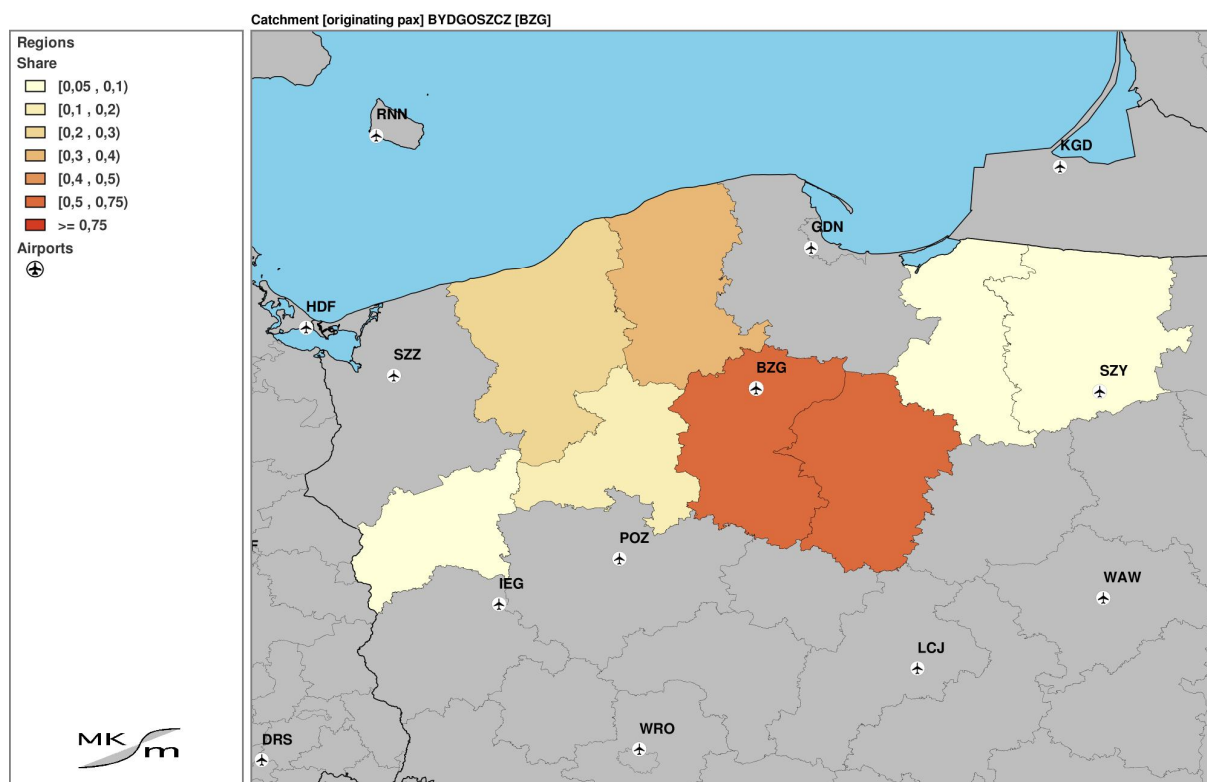 Catchment [originating pax] BYDGOSZCZ [BZG]
Regions
Share
[0,05 , 0,1)
[0,1 , 0,2)
[0,2 , 0,3)
[0,3 , 0,4)
[0,4 , 0,5)
[0,5 , 0,75)
>= 0,75
Airports
MK
m
RNN
KGD
GDN
HDF
SZZ
BZG
SZY
F
POZ
IEG
WAW
LCJ
WRO
DRS